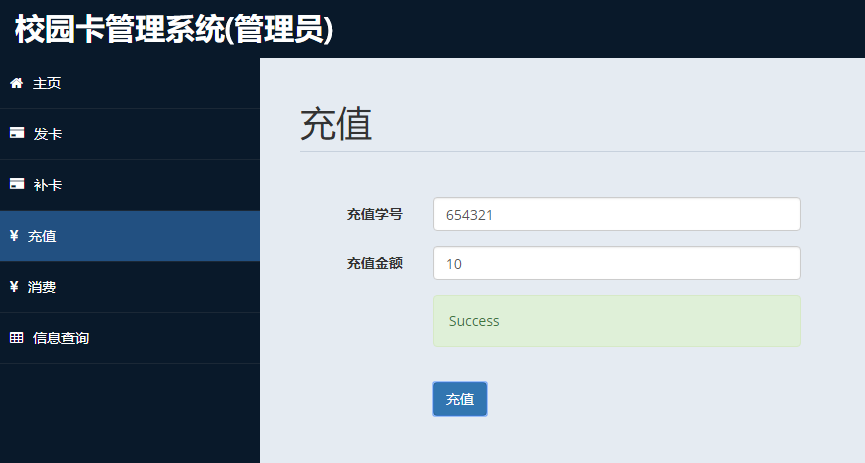 校园卡管理系统(管理员)
主页
发卡
补卡
¥ 充值
¥ 消费
信息查询
充值
充值学号 654321
充值金额 10
Success
充值